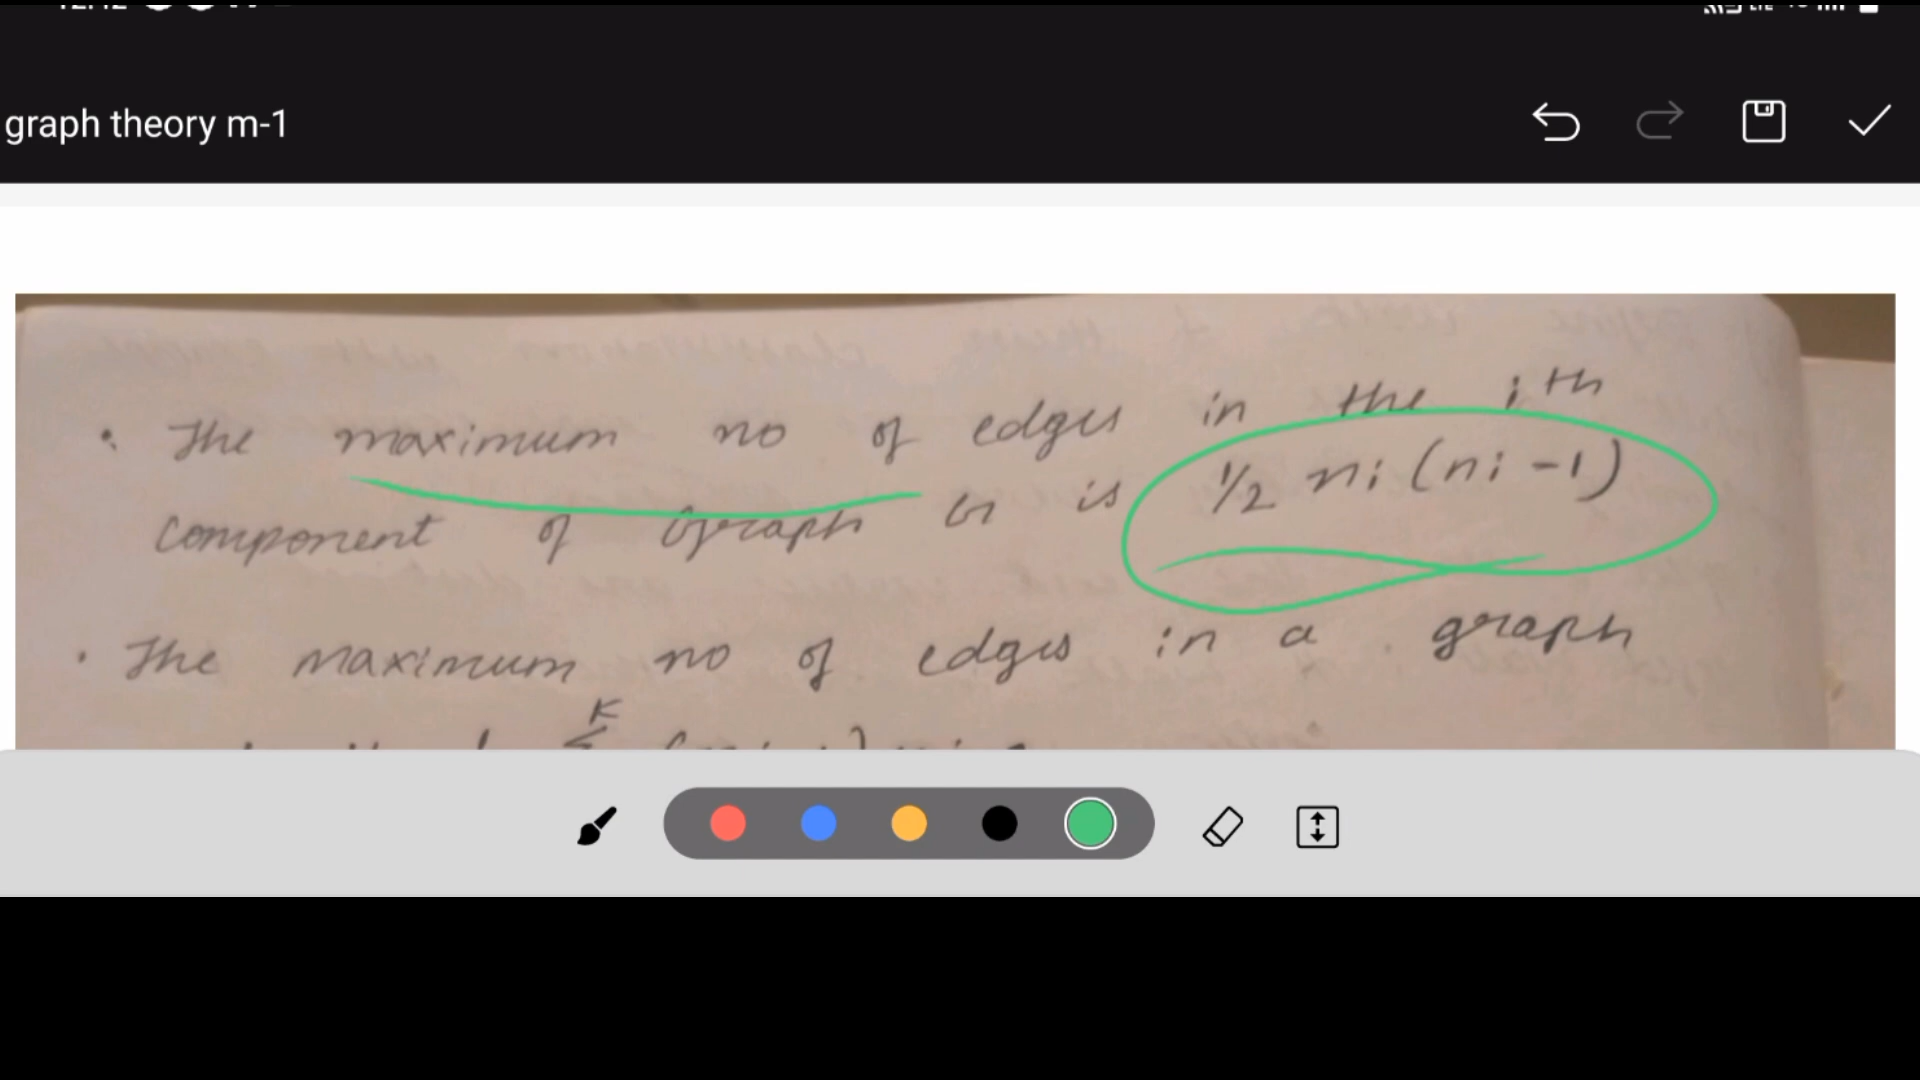 graph theory m-1
• The maximum no of edges in the ith
Component of Graph G is 1/2 ni (ni -1)
• The maximum no of edges in a graph
K